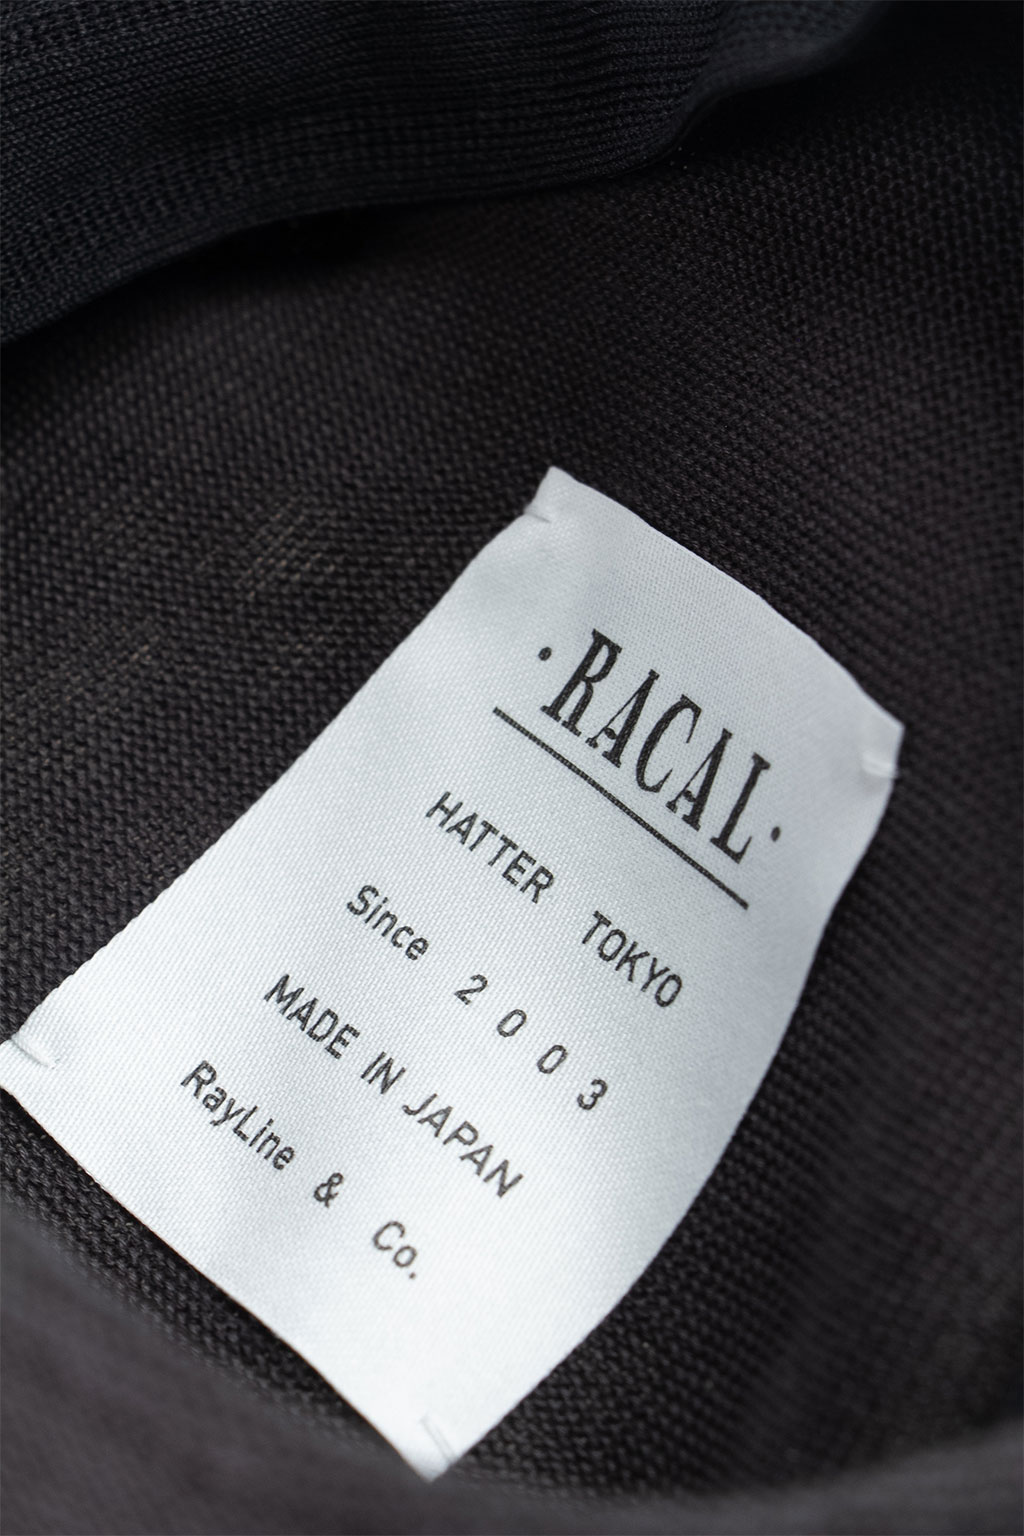 ·RACAL·
HATTER TOKYO
Since 2003
MADE IN JAPAN
RayLine & Co.